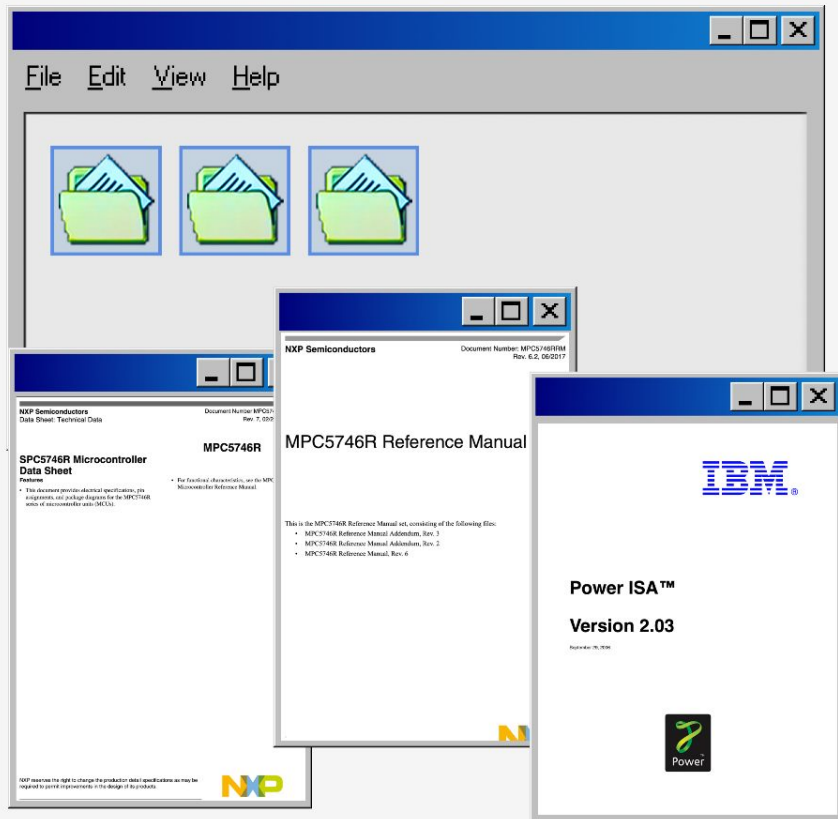 File Edit View Help
NXP Semiconductors
Data Sheet: Technical Data
Document Number MPC57
Rev. 7, 02/2
MPC5746R
SPC5746R Microcontroller
Data Sheet
Features
• This document provides electrical specifications, pin
assignments, and package diagrams for the MPC5746R
series of microcontroller units (MCUs).
• For functional characteristics, see the MPC
Microcontroller Reference Manual.
NXP reserves the right to change the production detail specifications as may be
required to permit improvements in the design of its products.
NXP
NXP Semiconductors
Document Number: MPC5746RRM
Rev. 6.2, 06/2017
MPC5746R Reference Manual
This is the MPC5746R Reference Manual set, consisting of the following files:
• MPC5746R Reference Manual Addendum, Rev. 3
• MPC5746R Reference Manual Addendum, Rev. 2
• MPC5746R Reference Manual, Rev. 6
IBM®
Power ISA™
Version 2.03
September 29, 2006
Power™